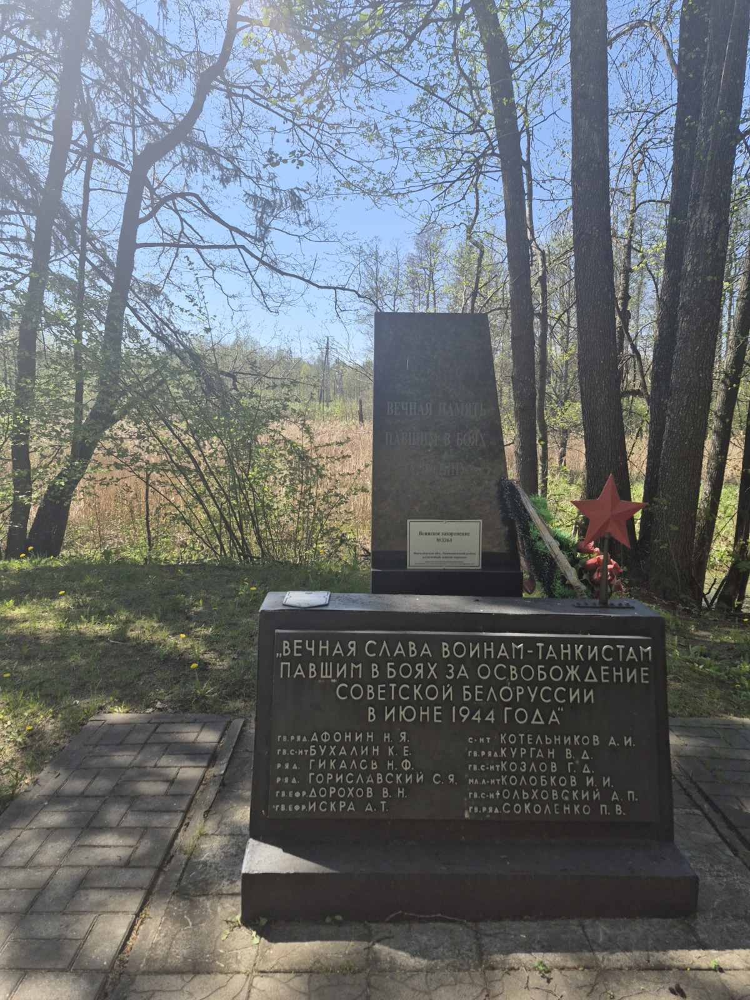 ВЕЧНАЯ ПАМЯТЬ
ПАВШИМ В БОЯХ
Воинское захоронение
№3364
„ВЕЧНАЯ СЛАВА ВОИНАМ-ТАНКИСТАМ
ПАВШИМ В БОЯХ ЗА ОСВОБОЖДЕНИЕ
СОВЕТСКОЙ БЕЛОРУССИИ
В ИЮНЕ 1944 ГОДА“
ГВ.РЯД.АФОНИН Н.Я.
ГВ.С-НТ БУХАЛИН К.Е.
РЯД. ГИКАЛОВ Н.Ф.
РЯД. ГОРИСЛАВСКИЙ С.Я.
ГВ.ЕФР.ДОРОХОВ В.Н.
ГВ.ЕФР.ИСКРА А.Т.
С-НТ КОТЕЛЬНИКОВ А.И.
ГВ.РЯД.КУРГАН В.Д.
ГВ.С-НТ КОЗЛОВ Г.Д.
МЛ.Л-НТ КОЛОБКОВ И.И.
ГВ.С-НТ ОЛЬХОВСКИЙ А.П.
ГВ.РЯД.СОКОЛЕНКО П.В.